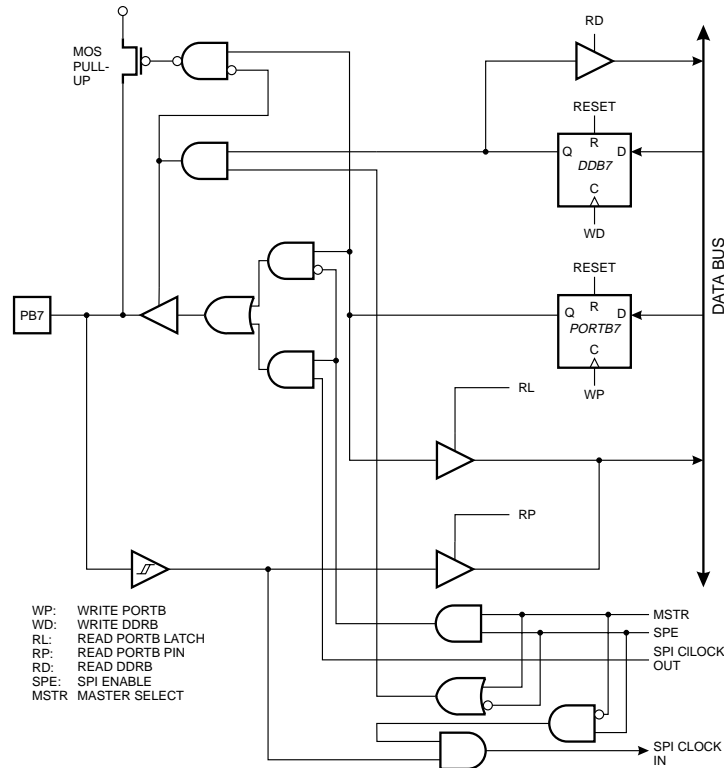 RD
MOS
PULL-
UP
RESET
R
Q
D
DDB7
C
WD
DATA BUS
RESET
R
Q
D
PORTB7
C
WP
PB7
RL
RP
WP: WRITE PORTB
WD: WRITE DDRB
RL: READ PORTB LATCH
RP: READ PORTB PIN
RD: READ DDRB
SPE: SPI ENABLE
MSTR MASTER SELECT
MSTR
SPE
SPI CILOCK
OUT
SPI CLOCK
IN